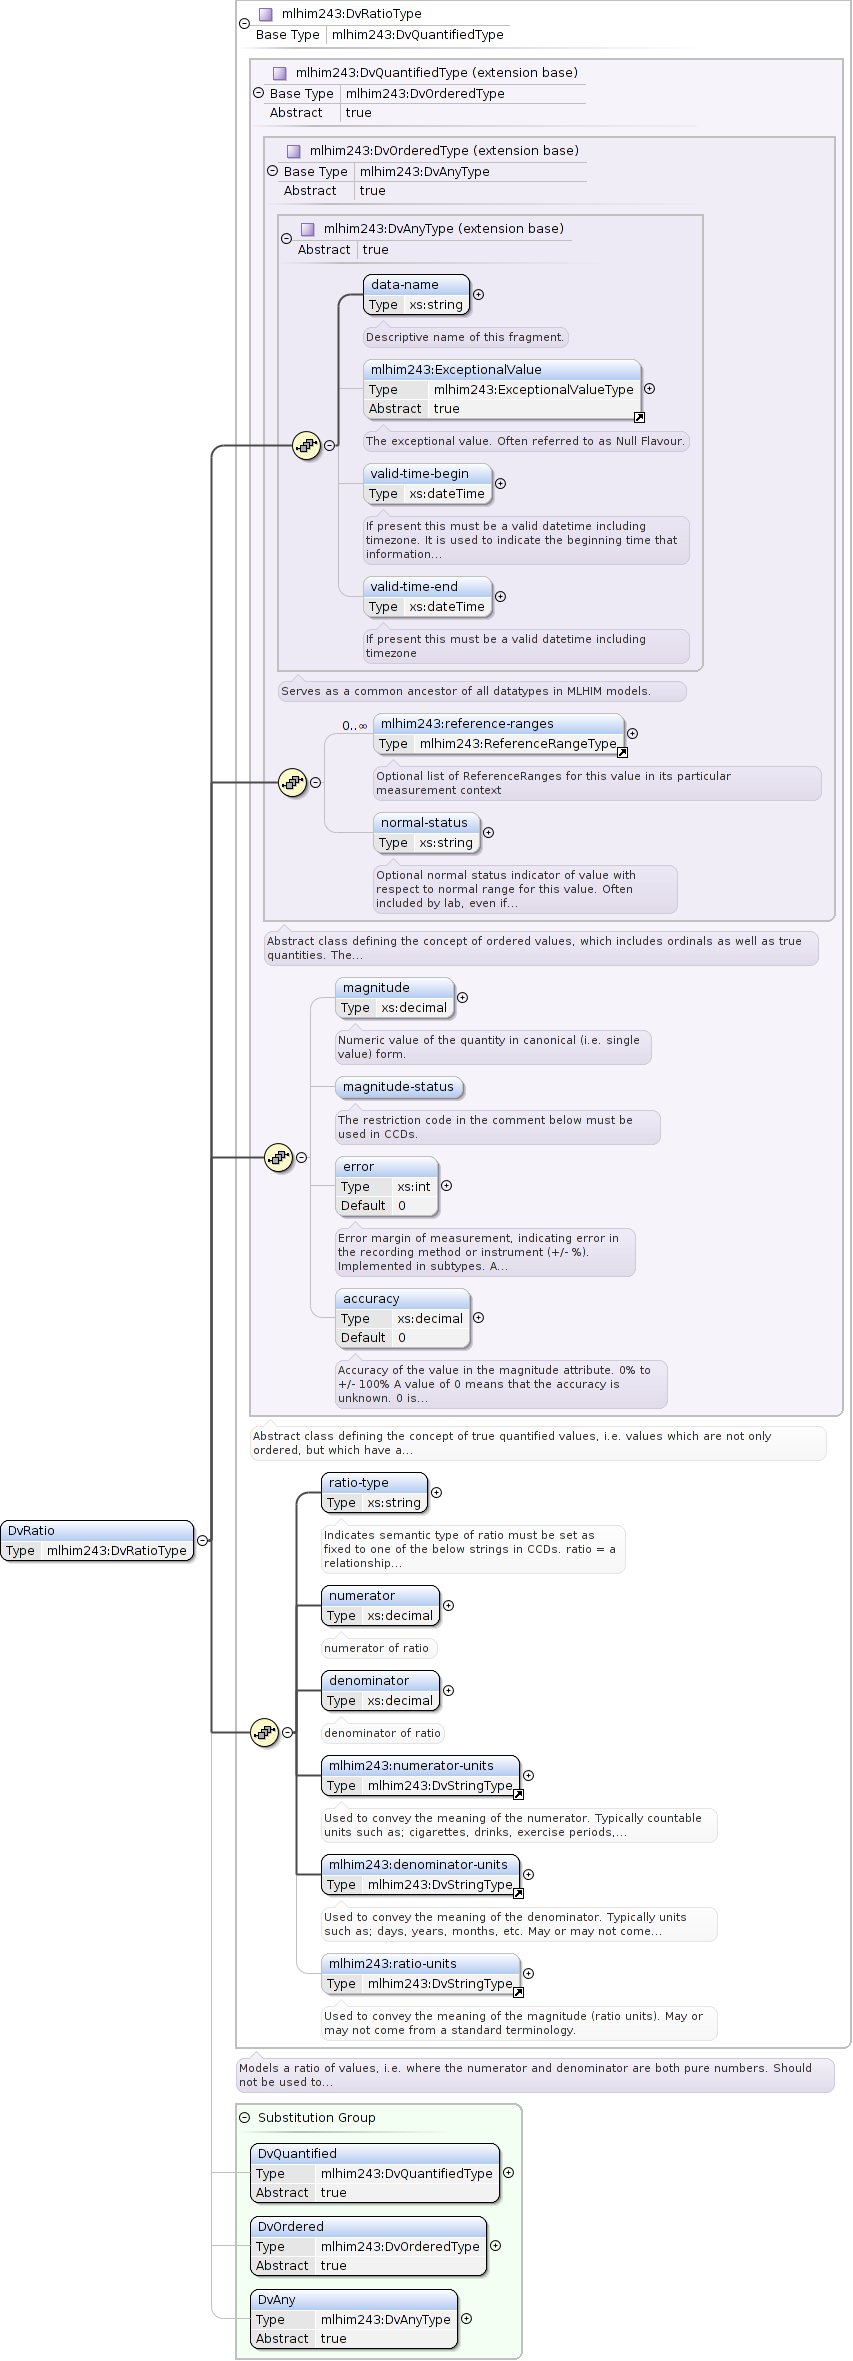 mlhim243:DvRatioType
Base Type mlhim243:DvQuantifiedType
mlhim243:DvQuantifiedType (extension base)
Base Type mlhim243:DvOrderedType
Abstract true
mlhim243:DvOrderedType (extension base)
Base Type mlhim243:DvAnyType
Abstract true
mlhim243:DvAnyType (extension base)
Abstract true
data-name
Type xs:string
Descriptive name of this fragment.
mlhim243:ExceptionalValue
Type mlhim243:ExceptionalValueType
Abstract true
The exceptional value. Often referred to as Null Flavour.
valid-time-begin
Type xs:dateTime
If present this must be a valid datetime including
timezone. It is used to indicate the beginning time that
information...
valid-time-end
Type xs:dateTime
If present this must be a valid datetime including
timezone
Serves as a common ancestor of all datatypes in MLHIM models.
0..∞ mlhim243:reference-ranges
Type mlhim243:ReferenceRangeType
Optional list of ReferenceRanges for this value in its particular
measurement context
normal-status
Type xs:string
Optional normal status indicator of value with
respect to normal range for this value. Often
included by lab, even if...
Abstract class defining the concept of ordered values, which includes ordinals as well as true
quantities. The...
magnitude
Type xs:decimal
Numeric value of the quantity in canonical (i.e. single
value) form.
magnitude-status
The restriction code in the comment below must be
used in CCDs.
error
Type xs:int
Default 0
Error margin of measurement, indicating error in
the recording method or instrument (+/- %).
Implemented in subtypes. A...
accuracy
Type xs:decimal
Default 0
Accuracy of the value in the magnitude attribute. 0% to
+/- 100% A value of 0 means that the accuracy is
unknown. 0 is...
Abstract class defining the concept of true quantified values, i.e. values which are not only
ordered, but which have a...
ratio-type
Type xs:string
Indicates semantic type of ratio must be set as
fixed to one of the below strings in CCDs. ratio = a
relationship...
DvRatio
Type mlhim243:DvRatioType
numerator
Type xs:decimal
numerator of ratio
denominator
Type xs:decimal
denominator of ratio
mlhim243:numerator-units
Type mlhim243:DvStringType
Used to convey the meaning of the numerator. Typically countable
units such as; cigarettes, drinks, exercise periods,...
mlhim243:denominator-units
Type mlhim243:DvStringType
Used to convey the meaning of the denominator. Typically units
such as; days, years, months, etc. May or may not come...
mlhim243:ratio-units
Type mlhim243:DvStringType
Used to convey the meaning of the magnitude (ratio units). May or
may not come from a standard terminology.
Models a ratio of values, i.e. where the numerator and denominator are both pure numbers. Should
not be used to...
Substitution Group
DvQuantified
Type mlhim243:DvQuantifiedType
Abstract true
DvOrdered
Type mlhim243:DvOrderedType
Abstract true
DvAny
Type mlhim243:DvAnyType
Abstract true